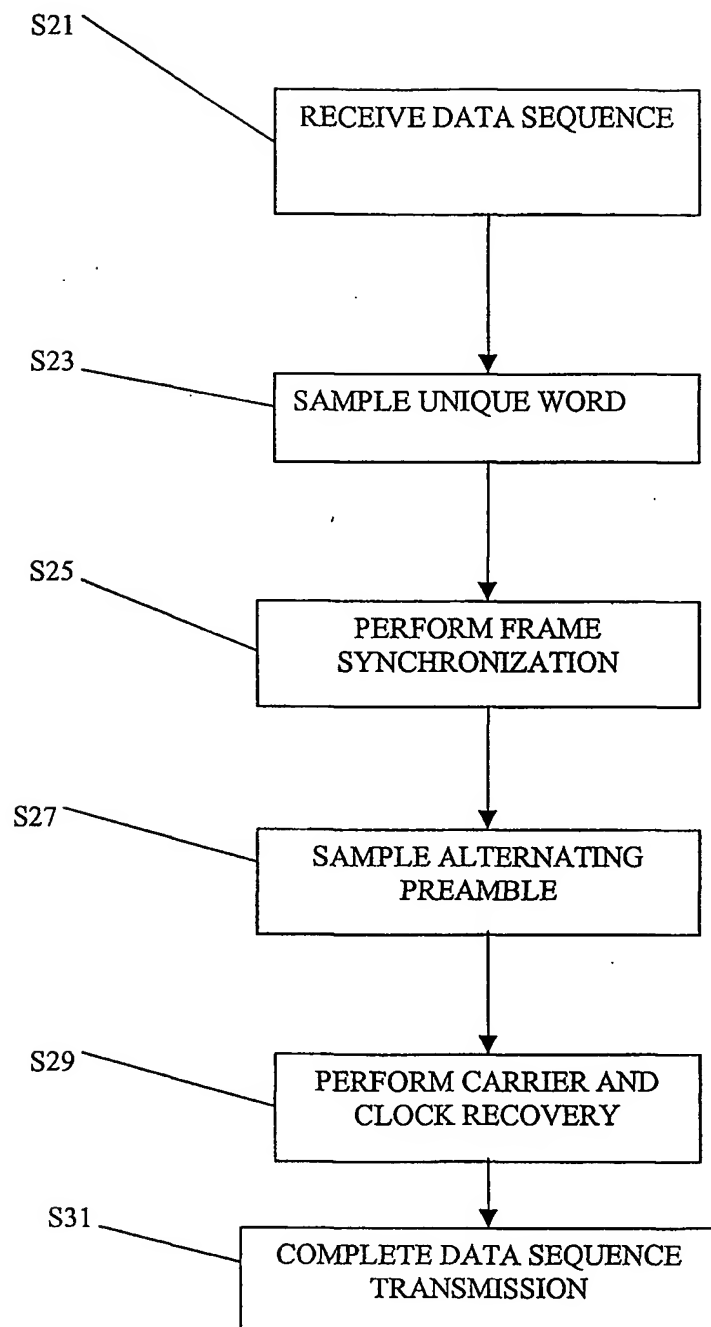 S21
RECEIVE DATA SEQUENCE
S23
SAMPLE UNIQUE WORD
S25
PERFORM FRAME
SYNCHRONIZATION
S27
SAMPLE ALTERNATING
PREAMBLE
S29
PERFORM CARRIER AND
CLOCK RECOVERY
S31
COMPLETE DATA SEQUENCE
TRANSMISSION